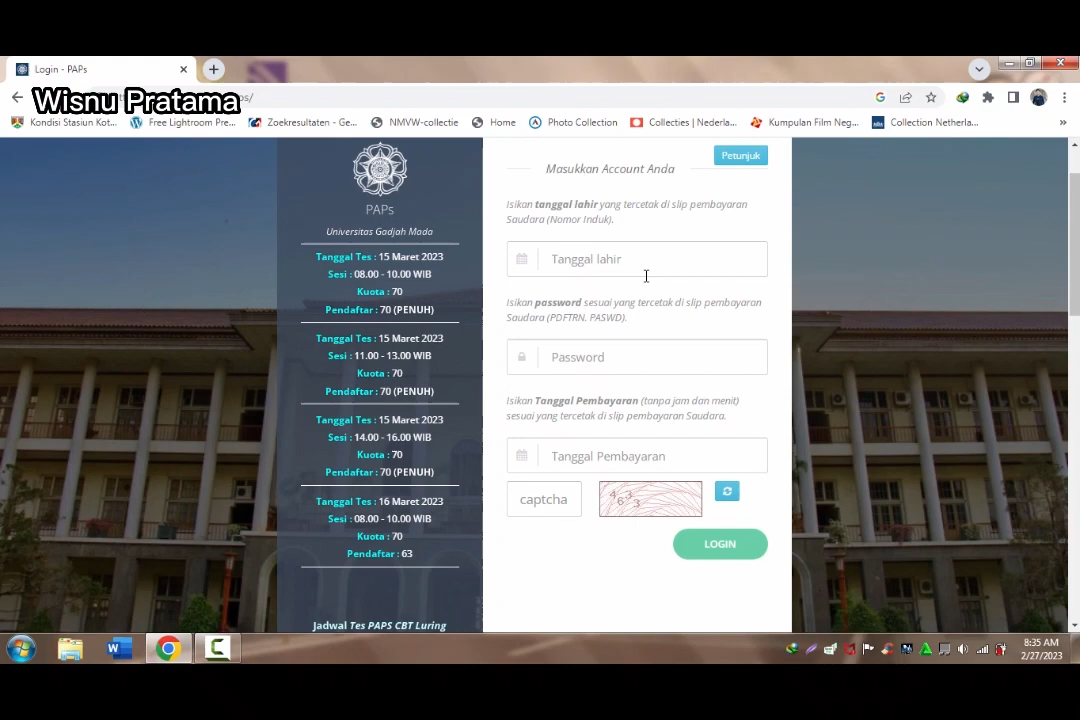 Login - PAPs
Wisnu Pratama
Kondisi Stasiun Kot...
Free Lightroom Pre...
Zoekresultaten - Ge...
NMVW-collectie
Home
Photo Collection
Collecties | Nederla...
Kumpulan Film Neg...
Collection Netherla...
PAPs
Universitas Gadjah Mada
Tanggal Tes : 15 Maret 2023
Sesi : 08.00 - 10.00 WIB
Kuota : 70
Pendaftar : 70 (PENUH)
Tanggal Tes : 15 Maret 2023
Sesi : 11.00 - 13.00 WIB
Kuota : 70
Pendaftar : 70 (PENUH)
Tanggal Tes : 15 Maret 2023
Sesi : 14.00 - 16.00 WIB
Kuota : 70
Pendaftar : 70 (PENUH)
Tanggal Tes : 16 Maret 2023
Sesi : 08.00 - 10.00 WIB
Kuota : 70
Pendaftar : 63
Jadwal Tes PAPS CBT Luring
Petunjuk
Masukkan Account Anda
Isikan tanggal lahir yang tercetak di slip pembayaran
Saudara (Nomor Induk).
Tanggal lahir
Isikan password sesuai yang tercetak di slip pembayaran
Saudara (PDFTRN. PASWD).
Password
Isikan Tanggal Pembayaran (tanpa jam dan menit)
sesuai yang tercetak di slip pembayaran Saudara.
Tanggal Pembayaran
captcha
4633
LOGIN
8:35 AM
2/27/2023